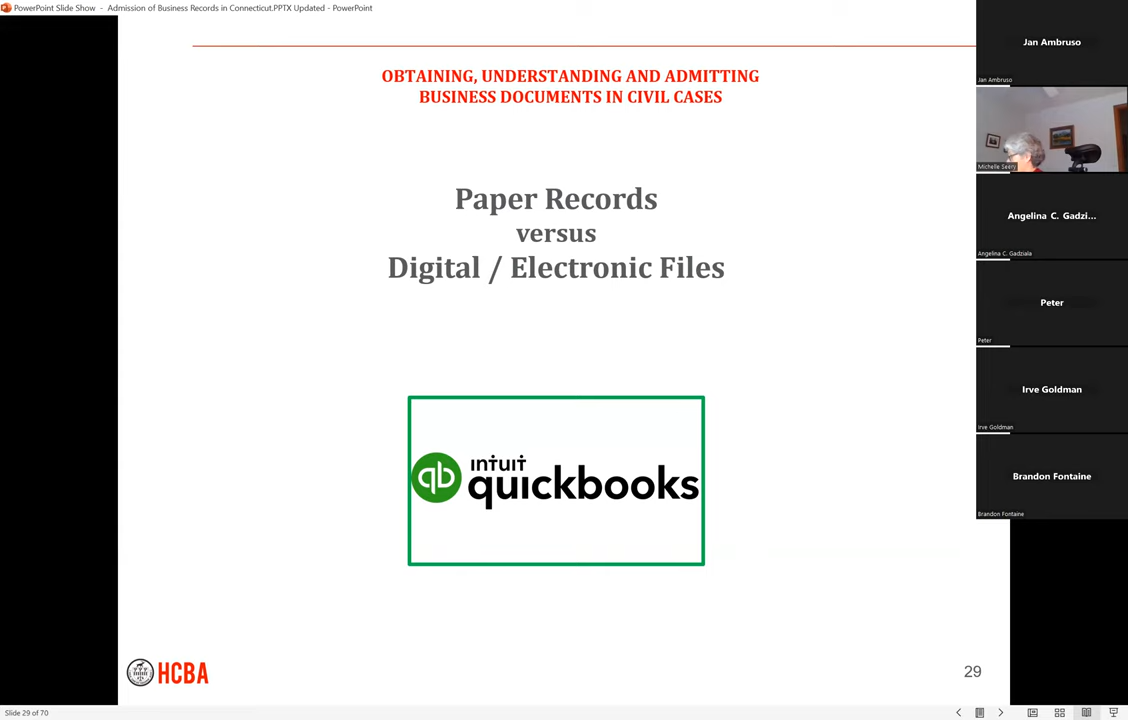 PowerPoint Slide Show - Admission of Business Records in Connecticut.PPTX Updated - PowerPoint
OBTAINING, UNDERSTANDING AND ADMITTING
BUSINESS DOCUMENTS IN CIVIL CASES
Paper Records
versus
Digital / Electronic Files
qb
intuit
quickbooks
HCBA
29
Slide 29 of 70
Jan Ambruso
Jan Ambruso
Michelle Seery
Angelina C. Gadzi...
Angelina C. Gadziala
Peter
Peter
Irve Goldman
Irve Goldman
Brandon Fontaine
Brandon Fontaine